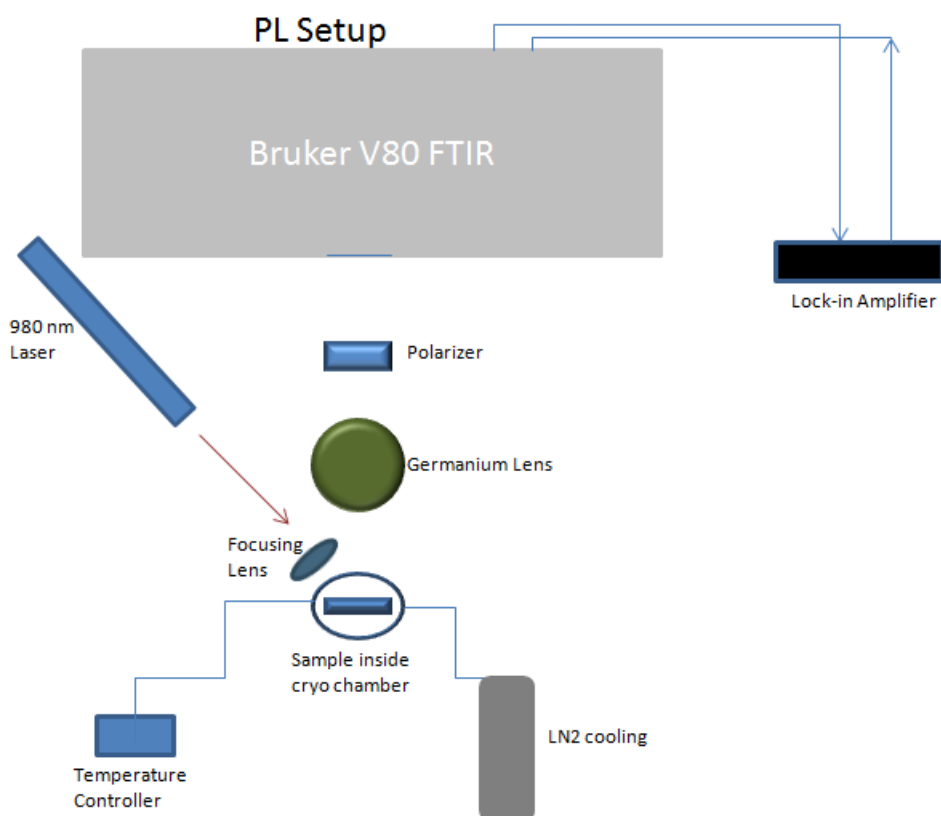 PL Setup
Bruker V80 FTIR
Lock-in Amplifier
980 nm
Laser
Polarizer
Germanium Lens
Focusing
Lens
Sample inside
cryo chamber
LN2 cooling
Temperature
Controller